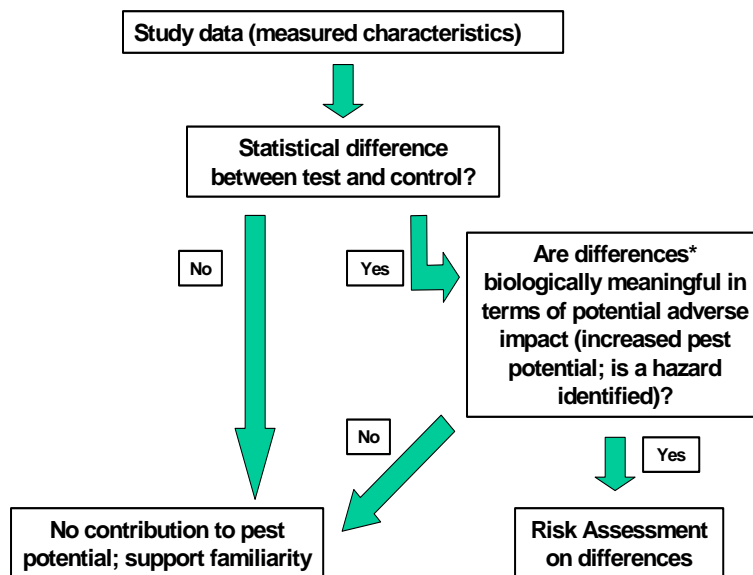 Study data (measured characteristics)
Statistical difference
between test and control?
No
Yes
Are differences*
biologically meaningful in
terms of potential adverse
impact (increased pest
potential; is a hazard
identified)?
No
Yes
No contribution to pest
potential; support familiarity
Risk Assessment
on differences